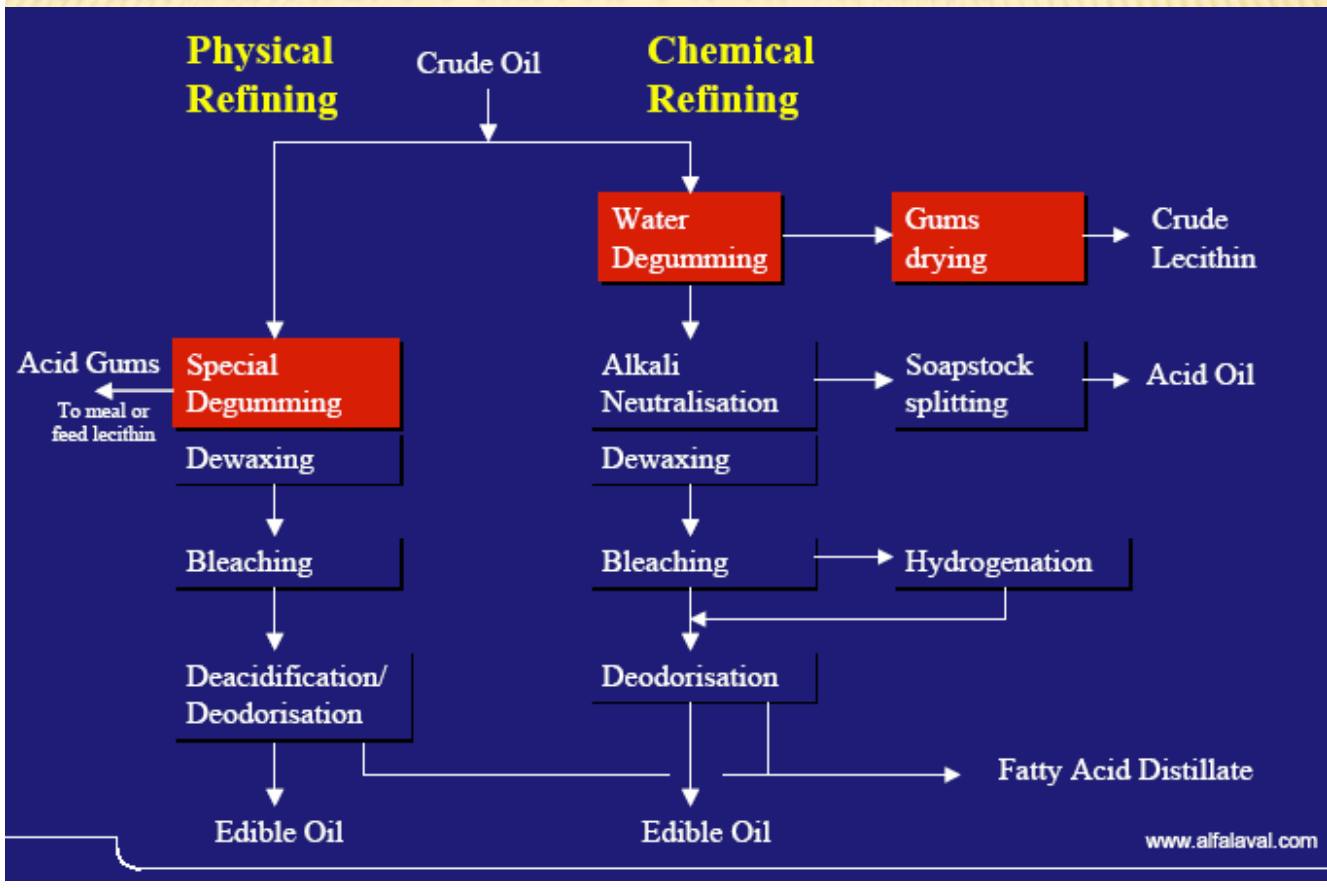 Physical
Refining
Crude Oil
Chemical
Refining
Water
Degumming
Gums
drying
Crude
Lecithin
Acid Gums
To meal or
feed lecithin
Special
Degumming
Alkali
Neutralisation
Soapstock
splitting
Acid Oil
Dewaxing
Dewaxing
Bleaching
Bleaching
Hydrogenation
Deacidification/
Deodorisation
Deodorisation
Fatty Acid Distillate
Edible Oil
Edible Oil
www.alfalaval.com